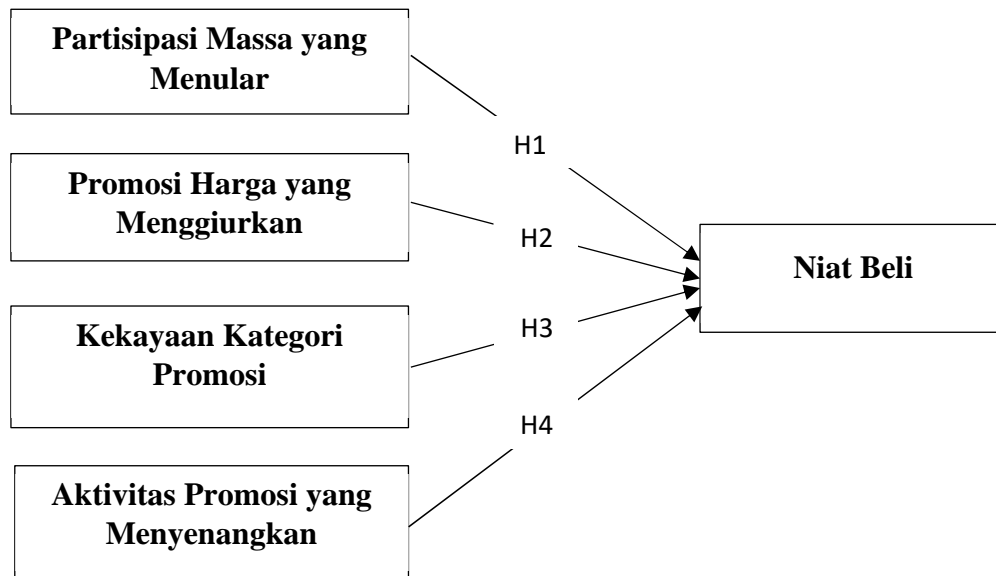 Partisipasi Massa yang
Menular
H1
Promosi Harga yang
Menggiurkan
H2
Niat Beli
Kekayaan Kategori
Promosi
H3
H4
Aktivitas Promosi yang
Menyenangkan